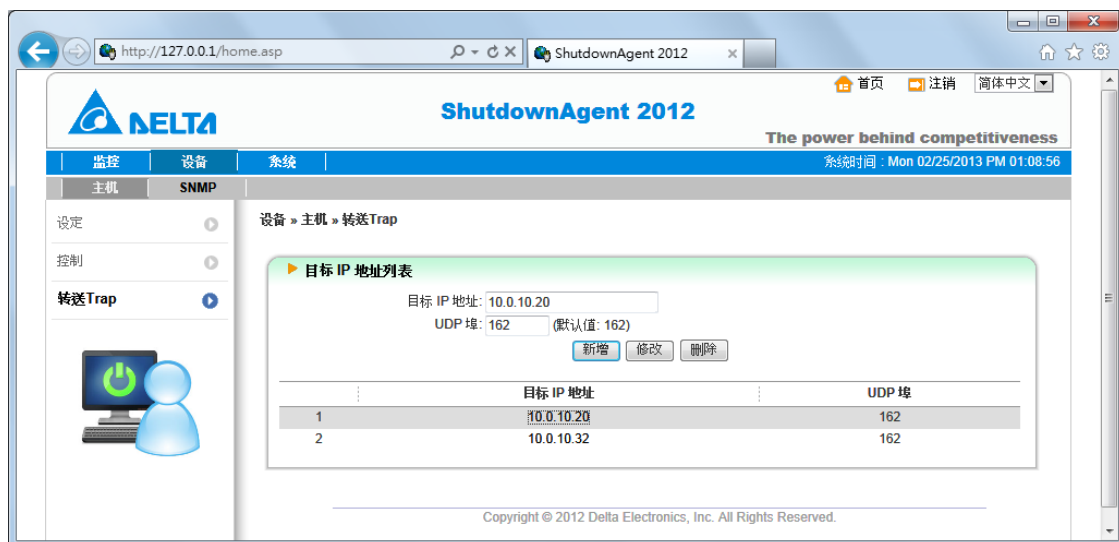 http://127.0.0.1/home.asp
ShutdownAgent 2012
首页 注销 简体中文
DELTA
ShutdownAgent 2012
The power behind competitiveness
监控 设备 系统
系统时间 : Mon 02/25/2013 PM 01:08:56
主机 SNMP
设定
控制
转送Trap
设备 » 主机 » 转送Trap
目标 IP 地址列表
目标 IP 地址: 10.0.10.20
UDP 埠: 162 (默认值: 162)
新增 修改 删除
目标 IP 地址 UDP 埠
1 10.0.10.20 162
2 10.0.10.32 162
Copyright © 2012 Delta Electronics, Inc. All Rights Reserved.